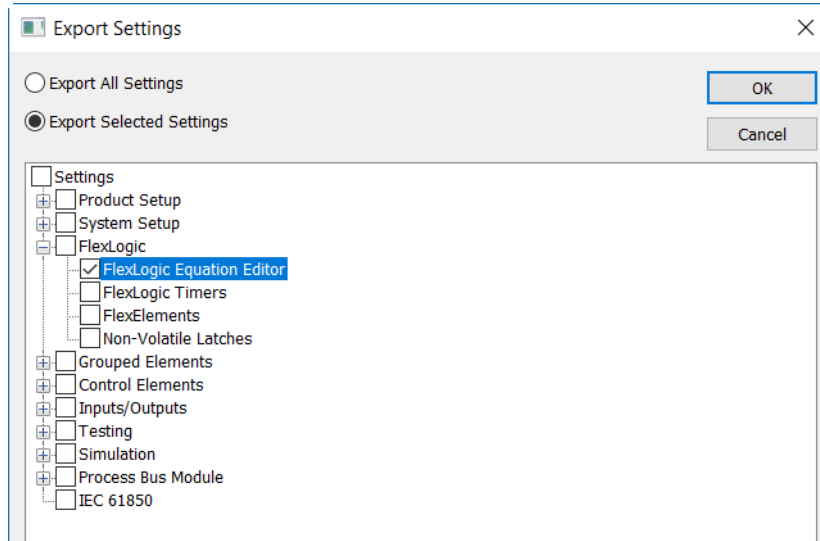 Export Settings
Export All Settings
OK
Export Selected Settings
Cancel
Settings
Product Setup
System Setup
FlexLogic
FlexLogic Equation Editor
FlexLogic Timers
FlexElements
Non-Volatile Latches
Grouped Elements
Control Elements
Inputs/Outputs
Testing
Simulation
Process Bus Module
IEC 61850